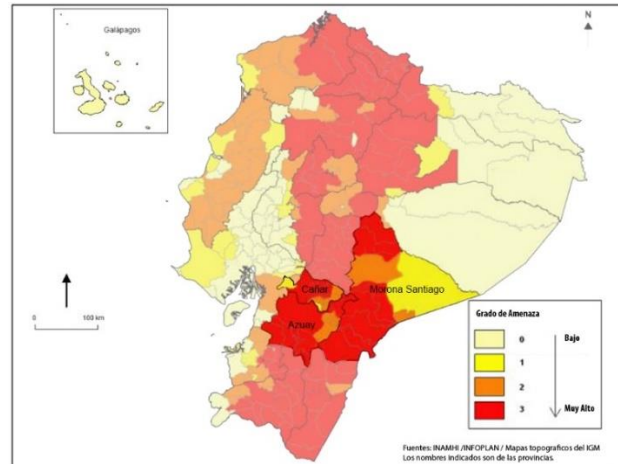 Galápagos
N
100 km
Cañar
Morona Santiago
Azuay
Grado de Amenaza
0 Bajo
1
2
3 Muy Alto
Fuentes: INAMHI /INFOPLAN / Mapas topograficos del IGM
Los nombres indicados son de las provincias.